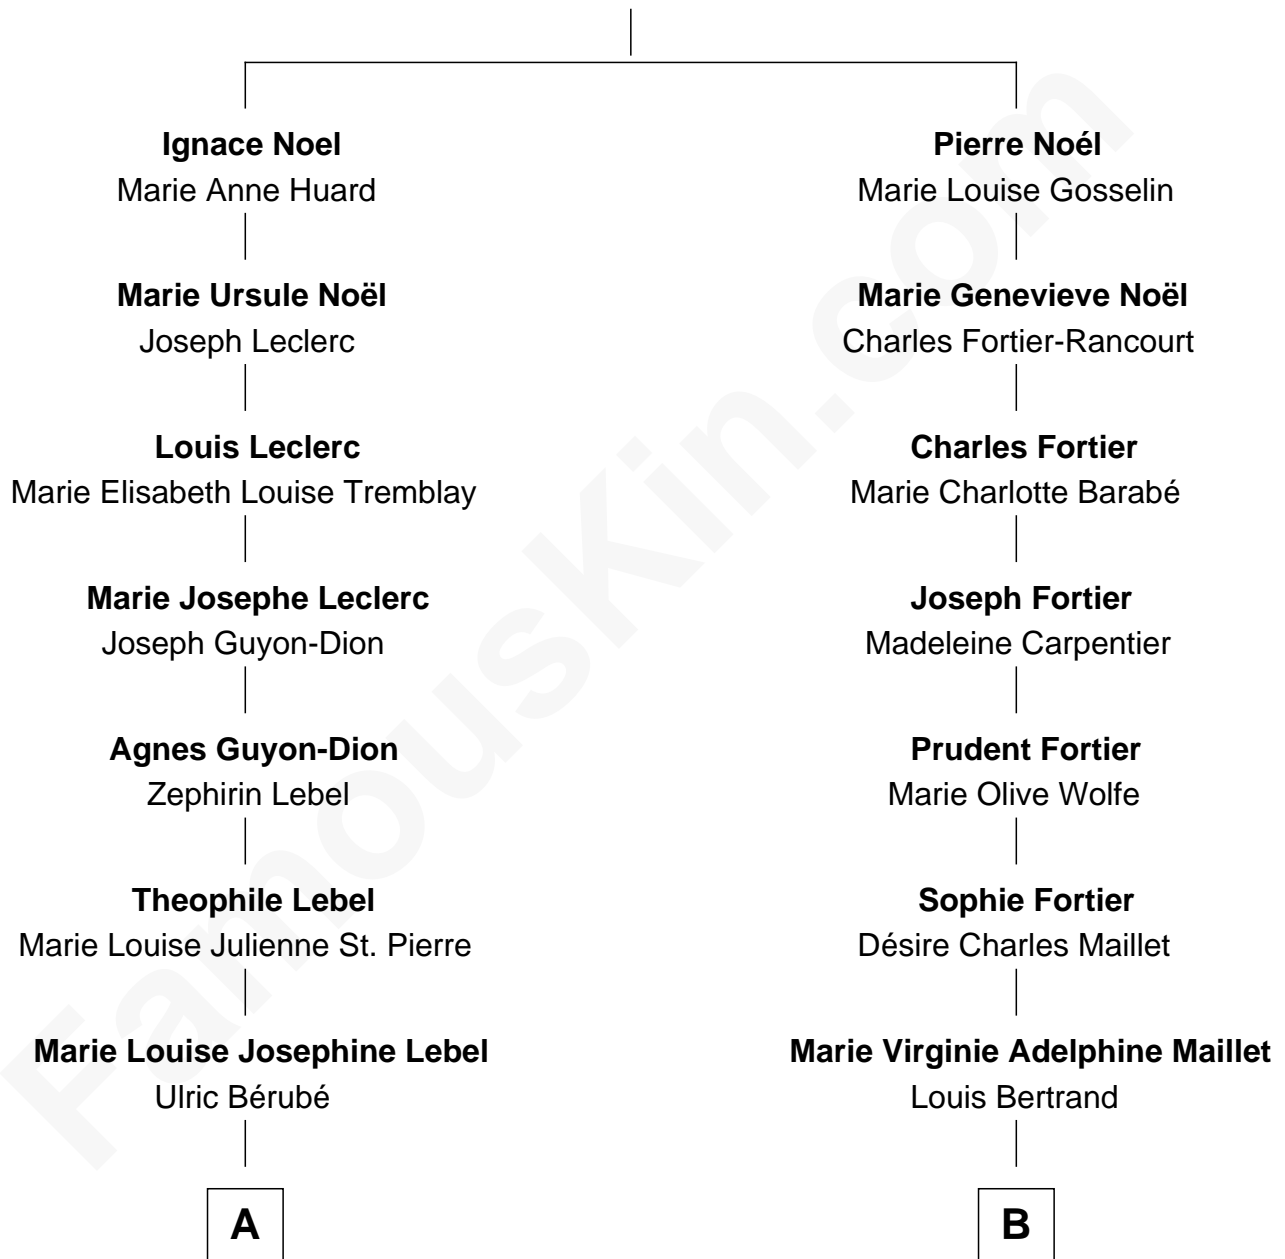 Ignace Noel
Marie Anne Huard
Marie Ursule Noël
Joseph Leclerc
Louis Leclerc
Marie Elisabeth Louise Tremblay
Marie Josephe Leclerc
Joseph Guyon-Dion
Agnes Guyon-Dion
Zephirin Lebel
Theophile Lebel
Marie Louise Julienne St. Pierre
Marie Louise Josephine Lebel
Ulric Bérubé
A
Pierre Noél
Marie Louise Gosselin
Marie Genevieve Noël
Charles Fortier-Rancourt
Charles Fortier
Marie Charlotte Barabé
Joseph Fortier
Madeleine Carpentier
Prudent Fortier
Marie Olive Wolfe
Sophie Fortier
Désire Charles Maillet
Marie Virginie Adelphine Maillet
Louis Bertrand
B
FamousKin.com